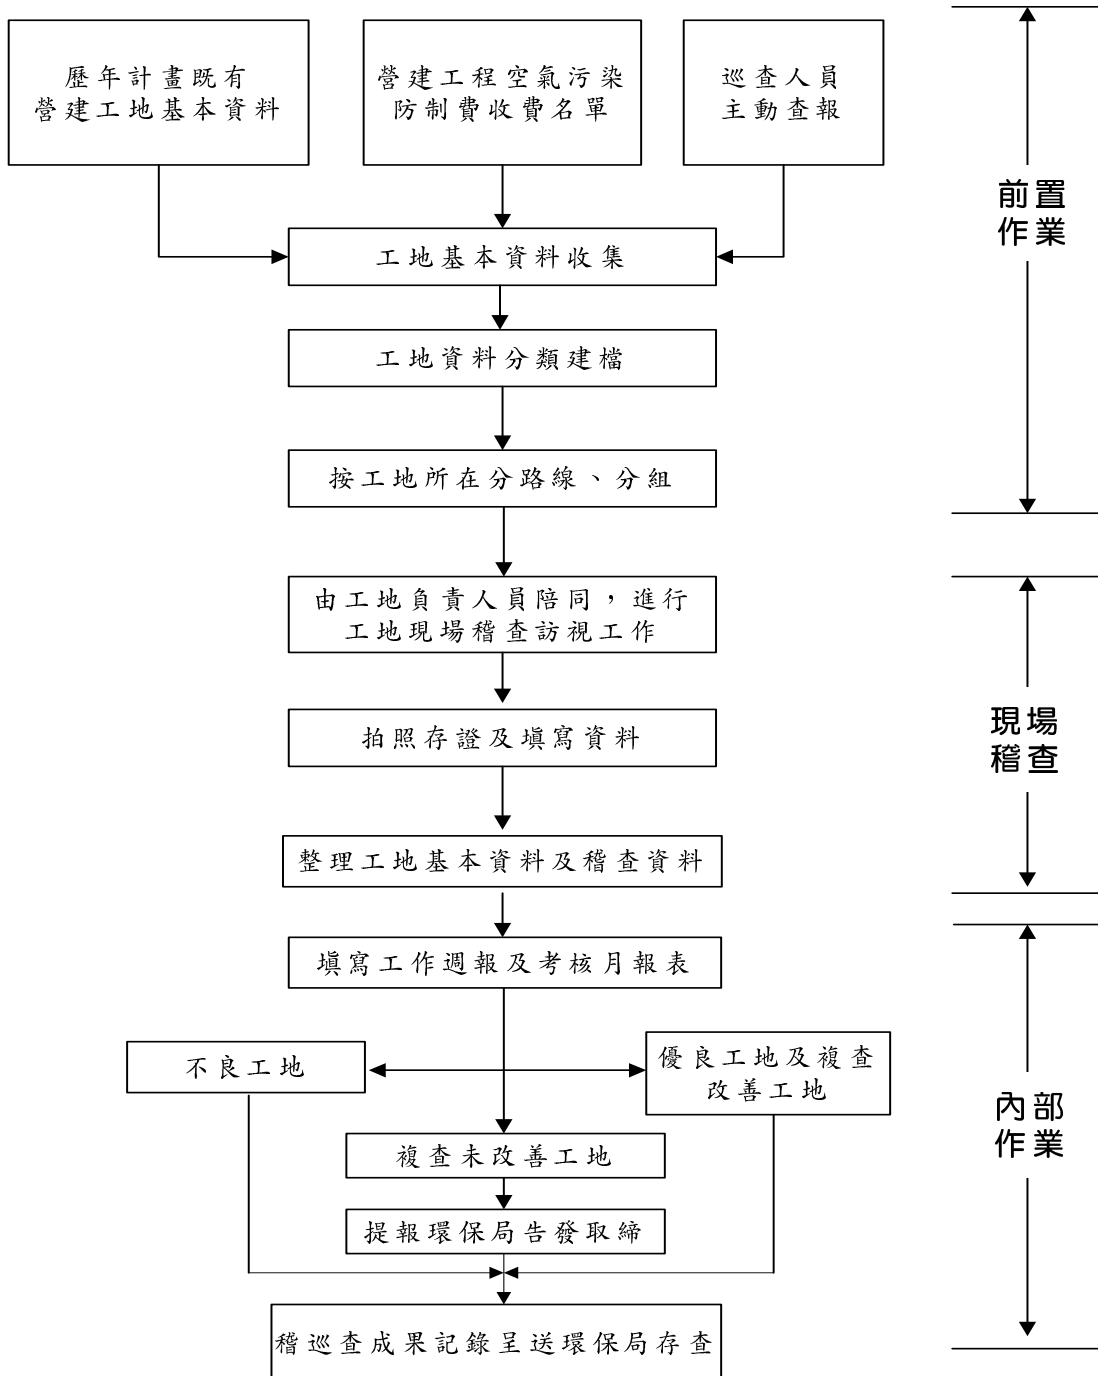 歷年計畫既有
營建工地基本資料
營建工程空氣污染
防制費收費名單
巡查人員
主動查報
前置
作業
工地基本資料收集
工地資料分類建檔
按工地所在分路線、分組
由工地負責人員陪同，進行
工地現場稽查訪視工作
拍照存證及填寫資料
現場
稽查
整理工地基本資料及稽查資料
填寫工作週報及考核月報表
不良工地
優良工地及複查
改善工地
內部
作業
複查未改善工地
提報環保局告發取締
稽巡查成果記錄呈送環保局存查